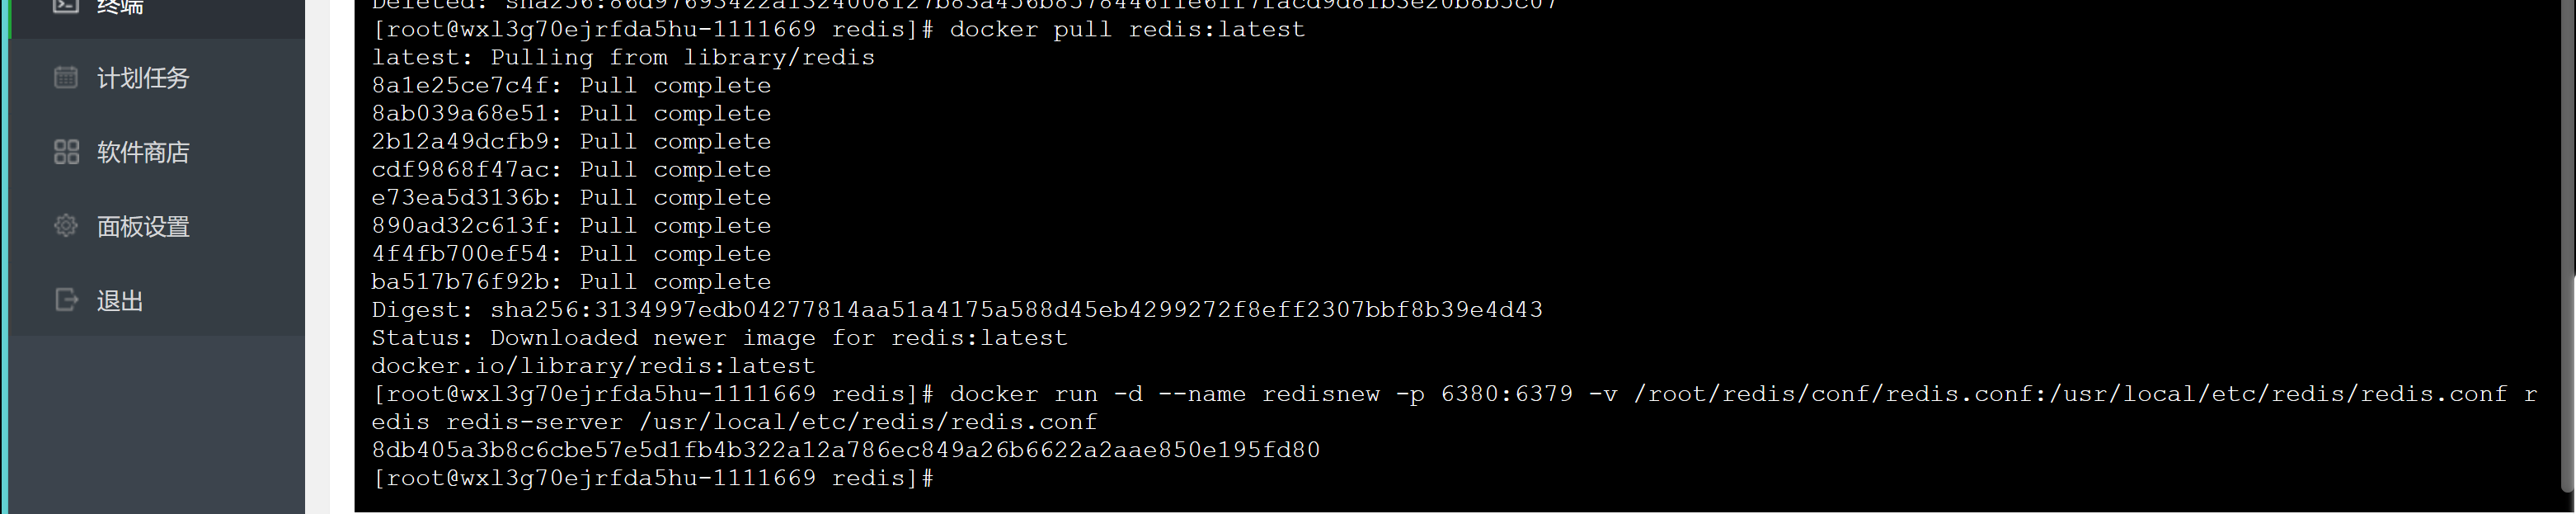 终端
计划任务
软件商店
面板设置
退出
[root@wxl3g70ejrfda5hu-1111669 redis]# docker pull redis:latest
latest: Pulling from library/redis
8a1e25ce7c4f: Pull complete
8ab039a68e51: Pull complete
2b12a49dcfb9: Pull complete
cdf9868f47ac: Pull complete
e73ea5d3136b: Pull complete
890ad32c613f: Pull complete
4f4fb700ef54: Pull complete
ba517b76f92b: Pull complete
Digest: sha256:3134997edb04277814aa51a4175a588d45eb4299272f8eff2307bbf8b39e4d43
Status: Downloaded newer image for redis:latest
docker.io/library/redis:latest
[root@wxl3g70ejrfda5hu-1111669 redis]# docker run -d --name redisnew -p 6380:6379 -v /root/redis/conf/redis.conf:/usr/local/etc/redis/redis.conf r
edis redis-server /usr/local/etc/redis/redis.conf
8db405a3b8c6cbe57e5d1fb4b322a12a786ec849a26b6622a2aae850e195fd80
[root@wxl3g70ejrfda5hu-1111669 redis]#